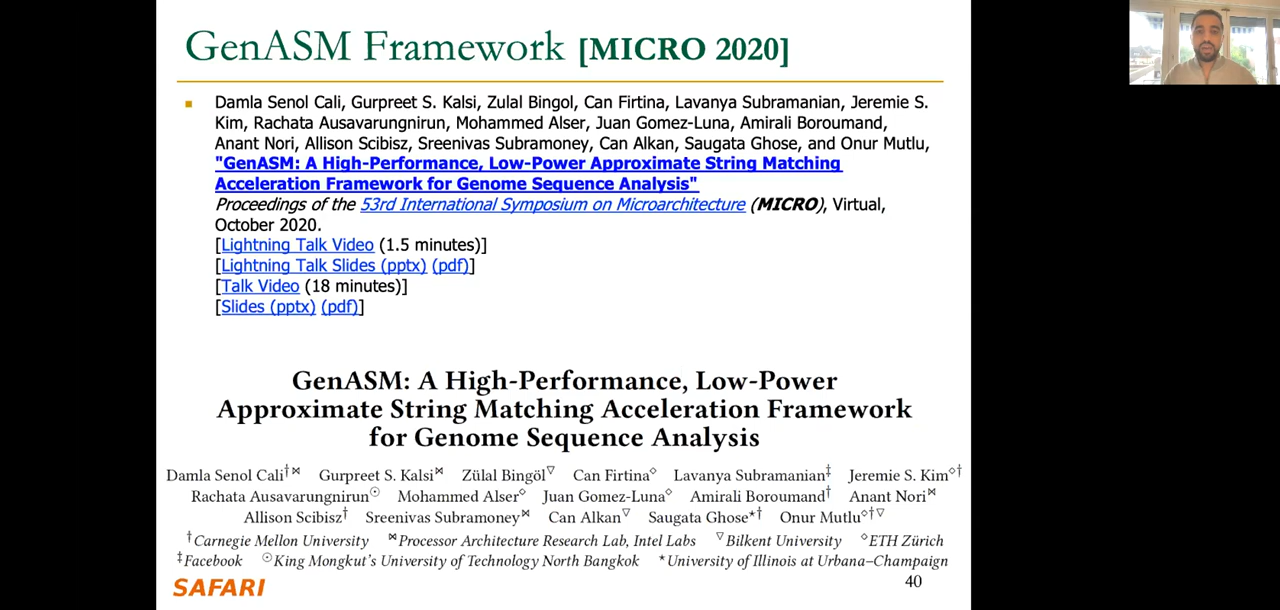 GenASM Framework [MICRO 2020]
Damla Senol Cali, Gurpreet S. Kalsi, Zulal Bingol, Can Firtina, Lavanya Subramanian, Jeremie S.
Kim, Rachata Ausavarungnirun, Mohammed Alser, Juan Gomez-Luna, Amirali Boroumand,
Anant Nori, Allison Scibisz, Sreenivas Subramoney, Can Alkan, Saugata Ghose, and Onur Mutlu,
"GenASM: A High-Performance, Low-Power Approximate String Matching
Acceleration Framework for Genome Sequence Analysis"
Proceedings of the 53rd International Symposium on Microarchitecture (MICRO), Virtual,
October 2020.
[Lightning Talk Video (1.5 minutes)]
[Lightning Talk Slides (pptx) (pdf)]
[Talk Video (18 minutes)]
[Slides (pptx) (pdf)]
GenASM: A High-Performance, Low-Power
Approximate String Matching Acceleration Framework
for Genome Sequence Analysis
Damla Senol Cali†⋈ Gurpreet S. Kalsi⋈ Zülal Bingöl▽ Can Firtina◇ Lavanya Subramanian‡ Jeremie S. Kim◇†
Rachata Ausavarungnirun⊙ Mohammed Alser◇ Juan Gomez-Luna◇ Amirali Boroumand† Anant Nori⋈
Allison Scibisz† Sreenivas Subramoney⋈ Can Alkan▽ Saugata Ghose⋆† Onur Mutlu◇†▽
†Carnegie Mellon University ⋈Processor Architecture Research Lab, Intel Labs ▽Bilkent University ◇ETH Zürich
‡Facebook ⊙King Mongkut's University of Technology North Bangkok ⋆University of Illinois at Urbana–Champaign
SAFARI
40